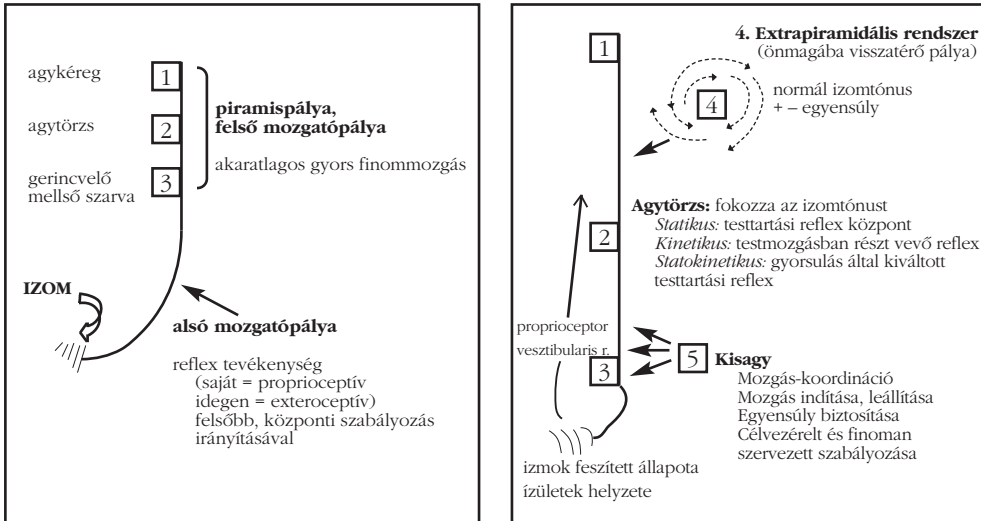 agykéreg
1
agytörzs
2
gerincvelő
mellső szarva
3
piramispálya,
felső mozgatópálya
akaratlagos gyors finommozgás
IZOM
alsó mozgatópálya
reflex tevékenység
(saját = proprioceptív
idegen = exteroceptív)
felsőbb, központi szabályozás
irányításával
1
4. Extrapiramidális rendszer
(önmagába visszatérő pálya)
4
normál izomtónus
+ – egyensúly
2
Agytörzs: fokozza az izomtónust
Statikus: testtartási reflex központ
Kinetikus: testmozgásban részt vevő reflex
Statokinetikus: gyorsulás által kiváltott
testtartási reflex
proprioceptor
vesztibularis r.
3
5 Kisagy
Mozgás-koordináció
Mozgás indítása, leállítása
Egyensúly biztosítása
Célvezérelt és finoman
szervezett szabályozása
izmok feszített állapota
ízületek helyzete